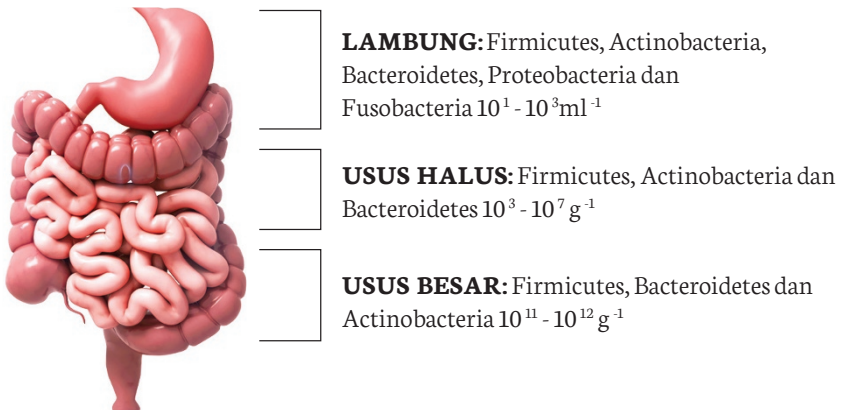 LAMBUNG: Firmicutes, Actinobacteria,
Bacteroidetes, Proteobacteria dan
Fusobacteria 10¹ - 10³ml⁻¹
USUS HALUS: Firmicutes, Actinobacteria dan
Bacteroidetes 10³ - 10⁷ g⁻¹
USUS BESAR: Firmicutes, Bacteroidetes dan
Actinobacteria 10¹¹ - 10¹² g⁻¹